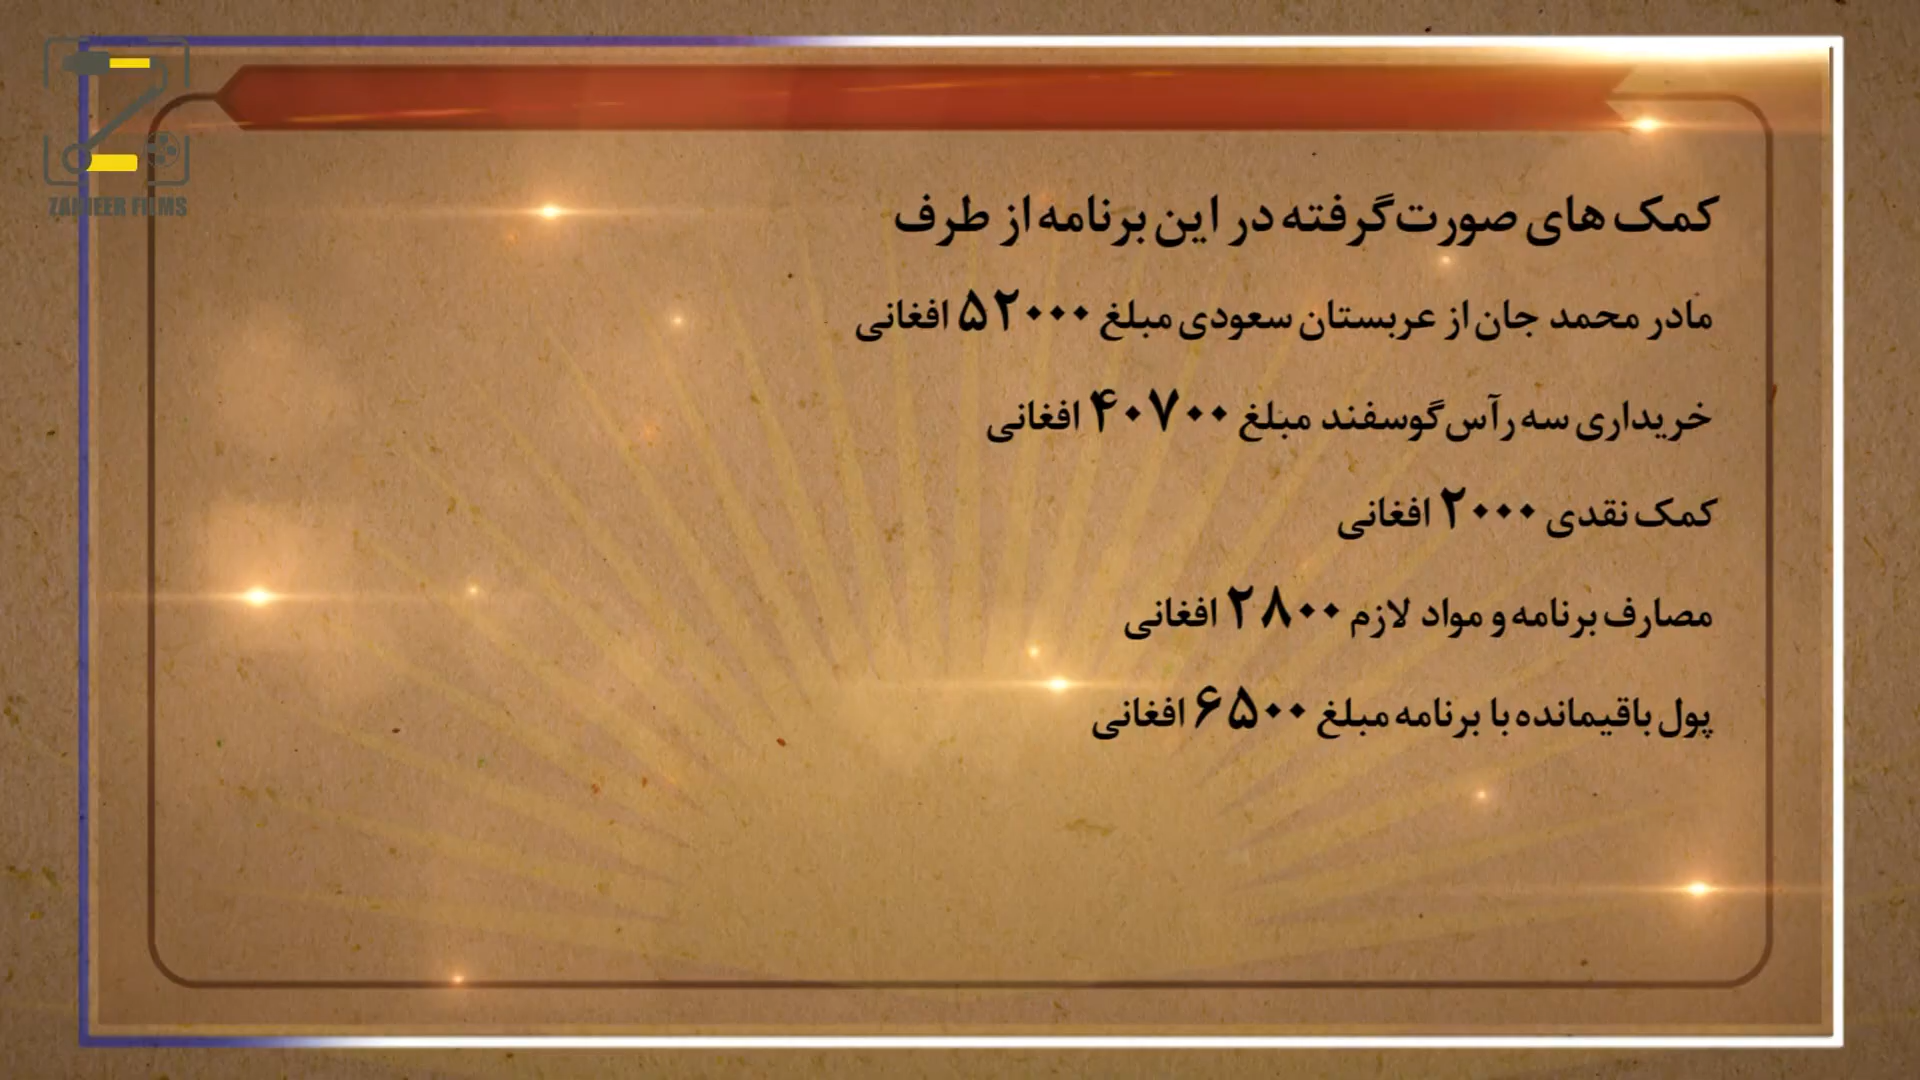 ZAMEER FILMS
کمک های صورت گرفته در این برنامه از طرف
مادر محمد جان از عربستان سعودی مبلغ ۵۲۰۰۰ افغانی
خریداری سه رآس گوسفند مبلغ ۴۰۷۰۰ افغانی
کمک نقدی ۲۰۰۰ افغانی
مصارف برنامه و مواد لازم ۲۸۰۰ افغانی
پول باقیمانده با برنامه مبلغ ۶۵۰۰ افغانی